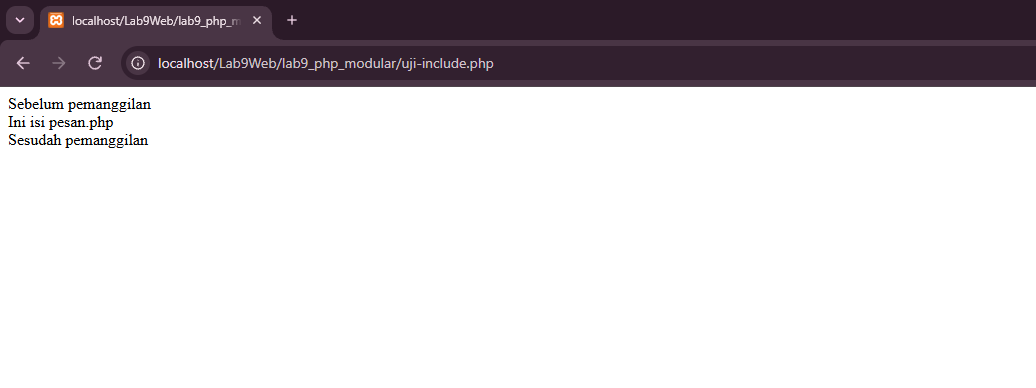 localhost/Lab9Web/lab9_php_m
localhost/Lab9Web/lab9_php_modular/uji-include.php
Sebelum pemanggilan
Ini isi pesan.php
Sesudah pemanggilan